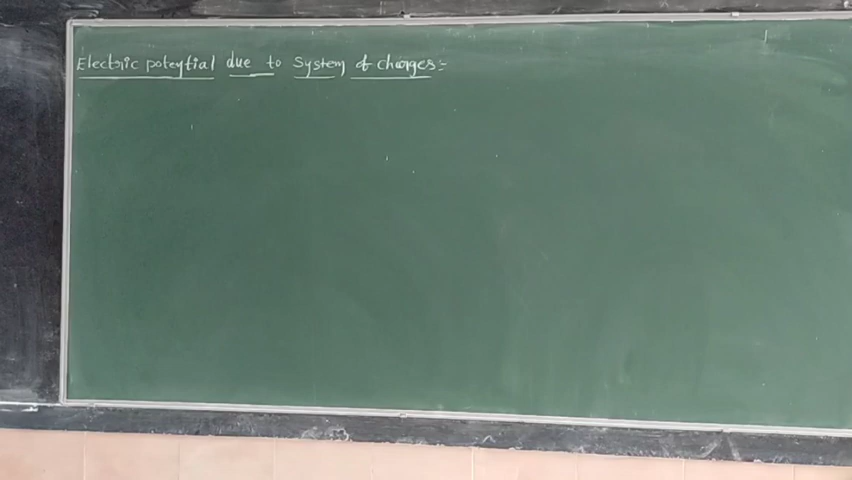 Electric potential due to System of charges:-